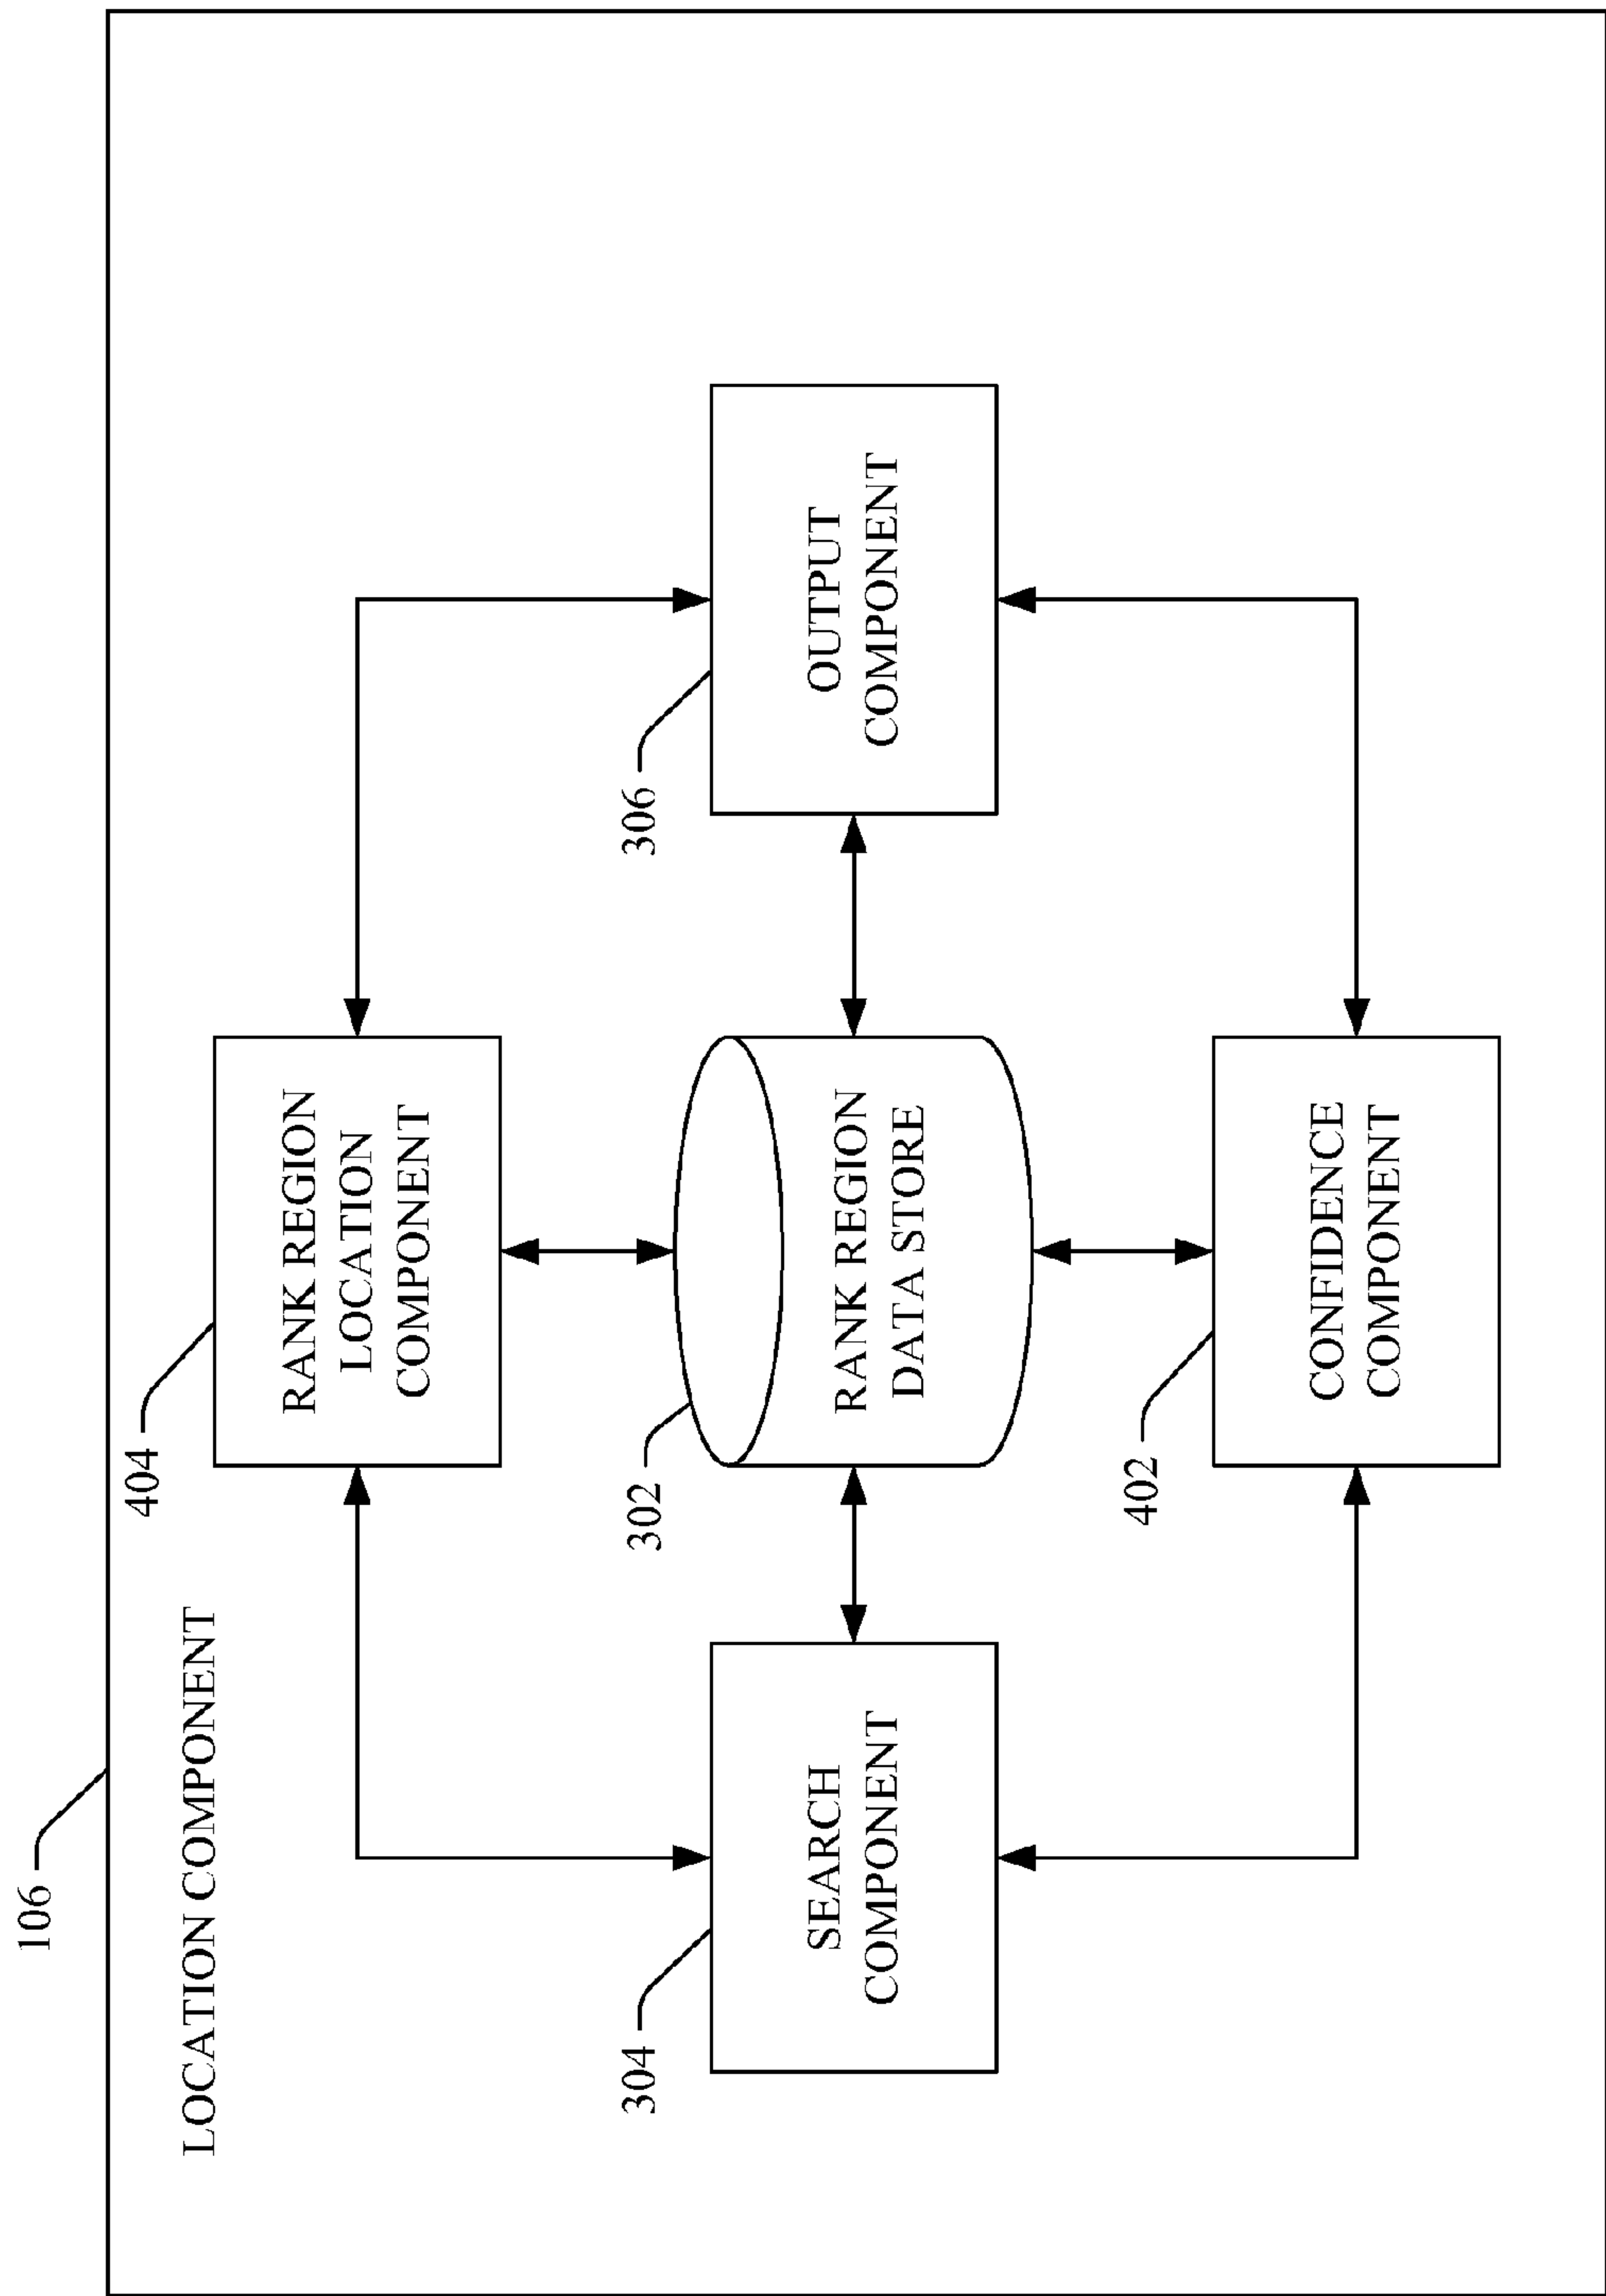 106
LOCATION COMPONENT
404
RANK REGION
LOCATION
COMPONENT
304
SEARCH
COMPONENT
302
RANK REGION
DATA STORE
306
OUTPUT
COMPONENT
402
CONFIDENCE
COMPONENT